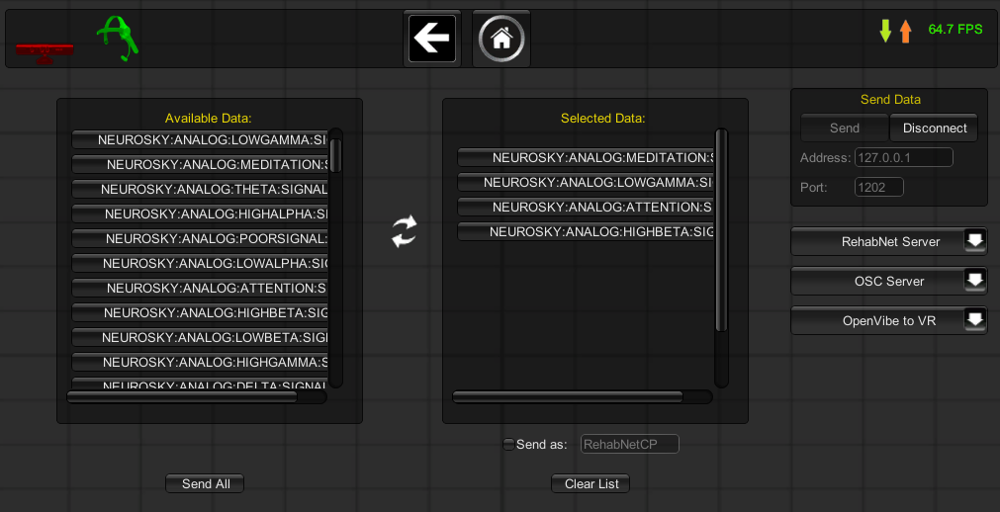 64.7 FPS
Available Data:
NEUROSKY:ANALOG:LOWGAMMA:SI
NEUROSKY:ANALOG:MEDITATION:S
NEUROSKY:ANALOG:THETA:SIGNAL
NEUROSKY:ANALOG:HIGHALPHA:SI
NEUROSKY:ANALOG:POORSIGNAL:
NEUROSKY:ANALOG:LOWALPHA:SIG
NEUROSKY:ANALOG:ATTENTION:S
NEUROSKY:ANALOG:HIGHBETA:SIG
NEUROSKY:ANALOG:LOWBETA:SIGI
NEUROSKY:ANALOG:HIGHGAMMA:S
NEUROSKY:ANALOG:DELTA:SIGNAL
Send All
Selected Data:
NEUROSKY:ANALOG:MEDITATION:S
NEUROSKY:ANALOG:LOWGAMMA:SI
NEUROSKY:ANALOG:ATTENTION:S
NEUROSKY:ANALOG:HIGHBETA:SIG
Send as: RehabNetCP
Clear List
Send Data
Send Disconnect
Address: 127.0.0.1
Port: 1202
RehabNet Server
OSC Server
OpenVibe to VR